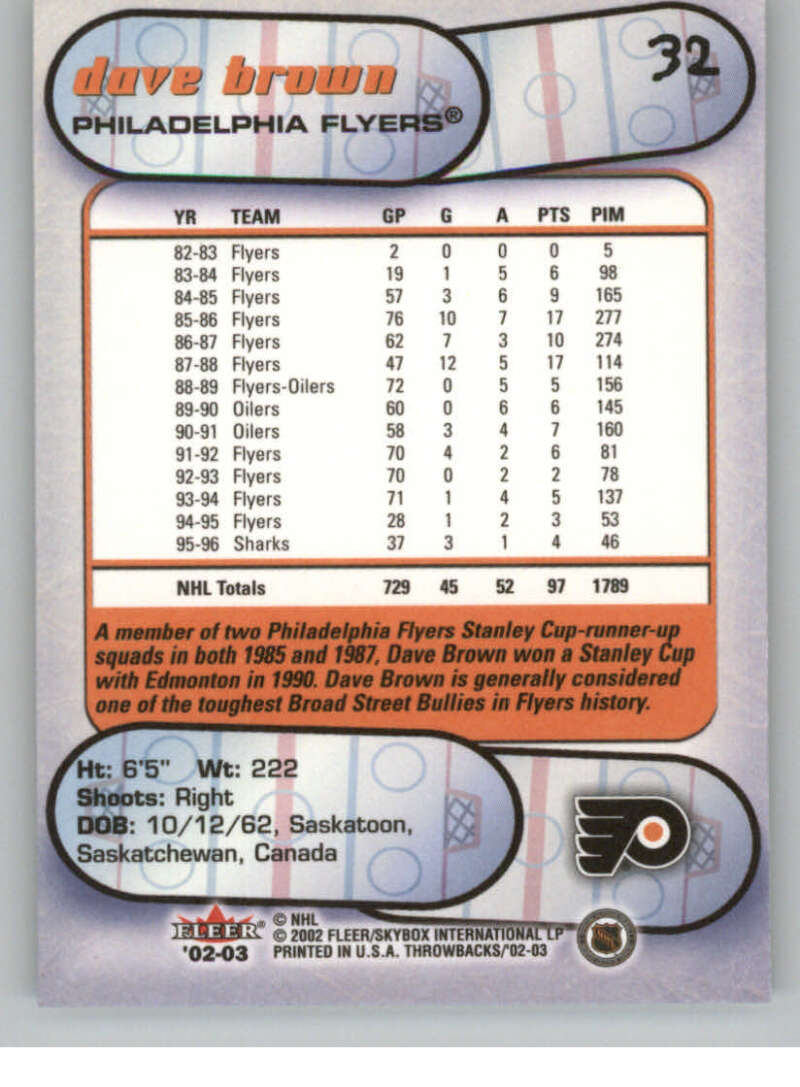 dave brown
32
PHILADELPHIA FLYERS®
YR TEAM GP G A PTS PIM
82-83 Flyers 2 0 0 0 5
83-84 Flyers 19 1 5 6 98
84-85 Flyers 57 3 6 9 165
85-86 Flyers 76 10 7 17 277
86-87 Flyers 62 7 3 10 274
87-88 Flyers 47 12 5 17 114
88-89 Flyers-Oilers 72 0 5 5 156
89-90 Oilers 60 0 6 6 145
90-91 Oilers 58 3 4 7 160
91-92 Flyers 70 4 2 6 81
92-93 Flyers 70 0 2 2 78
93-94 Flyers 71 1 4 5 137
94-95 Flyers 28 1 2 3 53
95-96 Sharks 37 3 1 4 46
NHL Totals 729 45 52 97 1789
A member of two Philadelphia Flyers Stanley Cup-runner-up
squads in both 1985 and 1987, Dave Brown won a Stanley Cup
with Edmonton in 1990. Dave Brown is generally considered
one of the toughest Broad Street Bullies in Flyers history.
Ht: 6'5" Wt: 222
Shoots: Right
DOB: 10/12/62, Saskatoon,
Saskatchewan, Canada
FLEER®
'02-03
© NHL
© 2002 FLEER/SKYBOX INTERNATIONAL LP
PRINTED IN U.S.A. THROWBACKS/'02-03
NHL